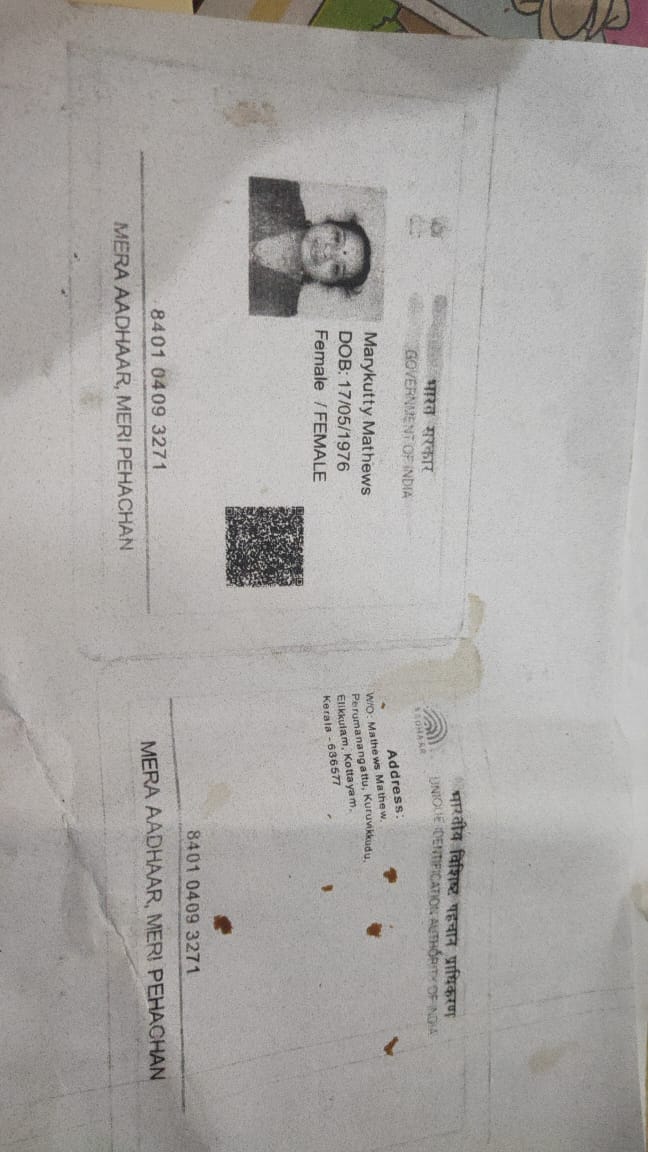 भारत सरकार
GOVERNMENT OF INDIA
Marykutty Mathews
DOB: 17/05/1976
Female / FEMALE
8401 0409 3271
MERA AADHAAR, MERI PEHACHAN
भारतीय विशिष्ट पहचान प्राधिकरण
UNIQUE IDENTIFICATION AUTHORITY OF INDIA
AADHAAR
Address:
W/O: Mathews Mathew,
Perumanangattu, Kuruvikkudu,
Elikkulam, Kottayam,
Kerala - 636577
8401 0409 3271
MERA AADHAAR, MERI PEHACHAN